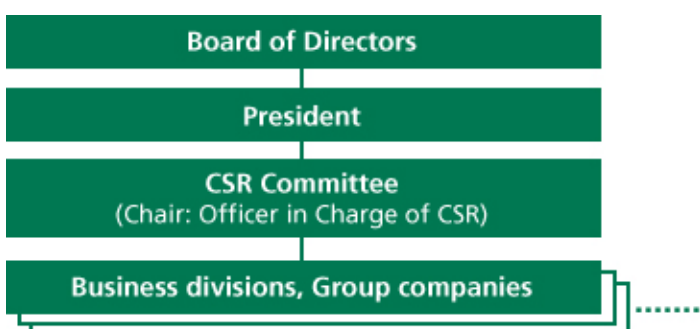 Board of Directors
President
CSR Committee
(Chair: Officer in Charge of CSR)
Business divisions, Group companies